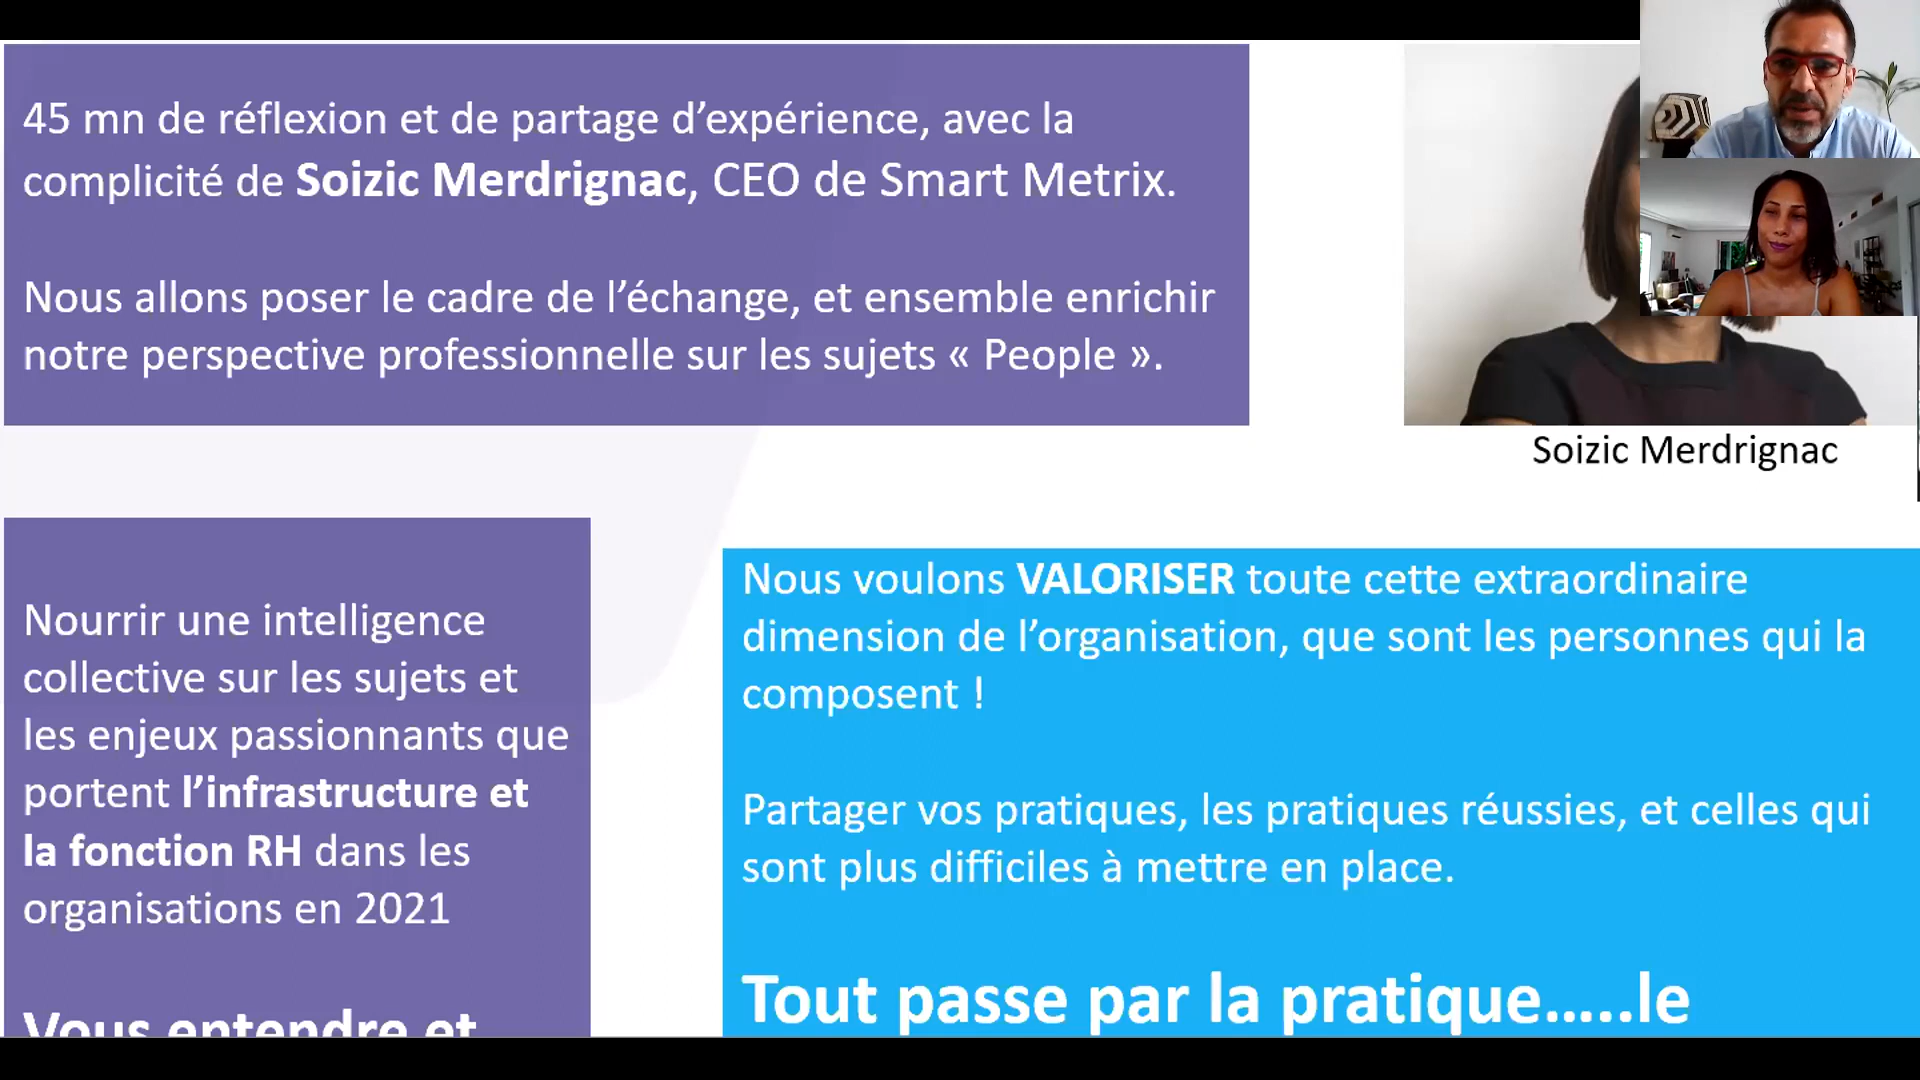 45 mn de réflexion et de partage d’expérience, avec la
complicité de Soizic Merdrignac, CEO de Smart Metrix.
Nous allons poser le cadre de l’échange, et ensemble enrichir
notre perspective professionnelle sur les sujets « People ».
Soizic Merdrignac
Nourrir une intelligence
collective sur les sujets et
les enjeux passionnants que
portent l’infrastructure et
la fonction RH dans les
organisations en 2021
Vous entendre et
Nous voulons VALORISER toute cette extraordinaire
dimension de l’organisation, que sont les personnes qui la
composent !
Partager vos pratiques, les pratiques réussies, et celles qui
sont plus difficiles à mettre en place.
Tout passe par la pratique…..le